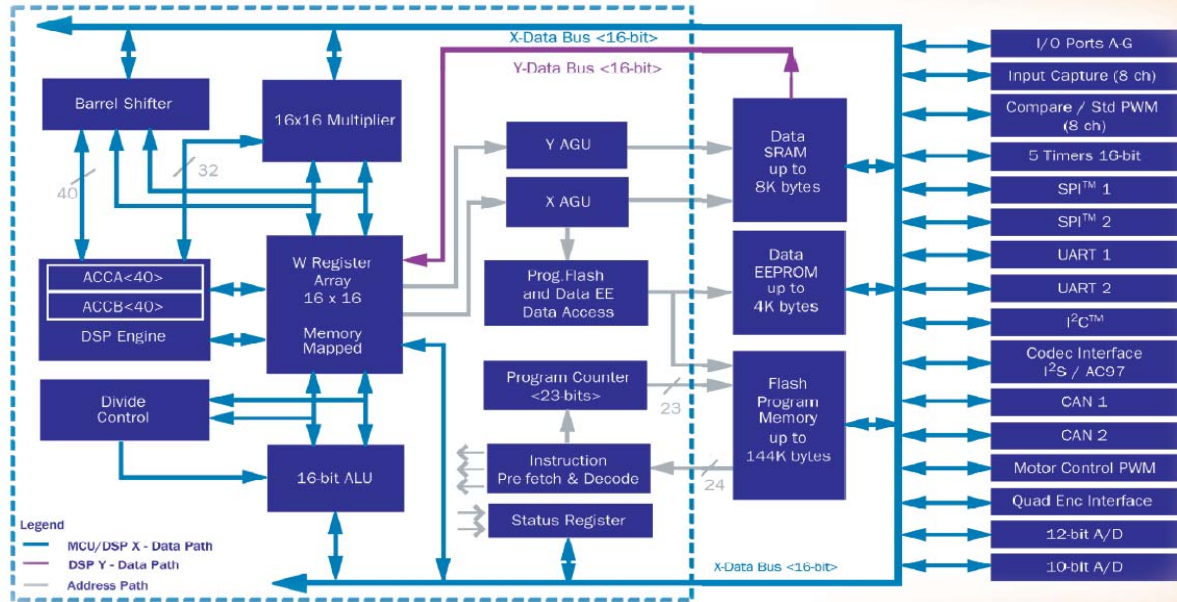 X-Data Bus <16-bit>
Y-Data Bus <16-bit>
Barrel Shifter
16x16 Multiplier
40
32
ACCA<40>
ACCB<40>
DSP Engine
W Register
Array
16 x 16
Memory
Mapped
Divide
Control
16-bit ALU
Y AGU
X AGU
Prog.Flash
and Data EE
Data Access
Program Counter
<23-bits>
23
Instruction
Prefetch & Decode
24
Status Register
Data
SRAM
up to
8K bytes
Data
EEPROM
up to
4K bytes
Flash
Program
Memory
up to
144K bytes
X-Data Bus <16-bit>
I/O Ports A-G
Input Capture (8 ch)
Compare / Std PWM
(8 ch)
5 Timers 16-bit
SPI™ 1
SPI™ 2
UART 1
UART 2
I²C™
Codec Interface
I²S / AC97
CAN 1
CAN 2
Motor Control PWM
Quad Enc Interface
12-bit A/D
10-bit A/D
Legend
MCU/DSP X - Data Path
DSP Y - Data Path
Address Path